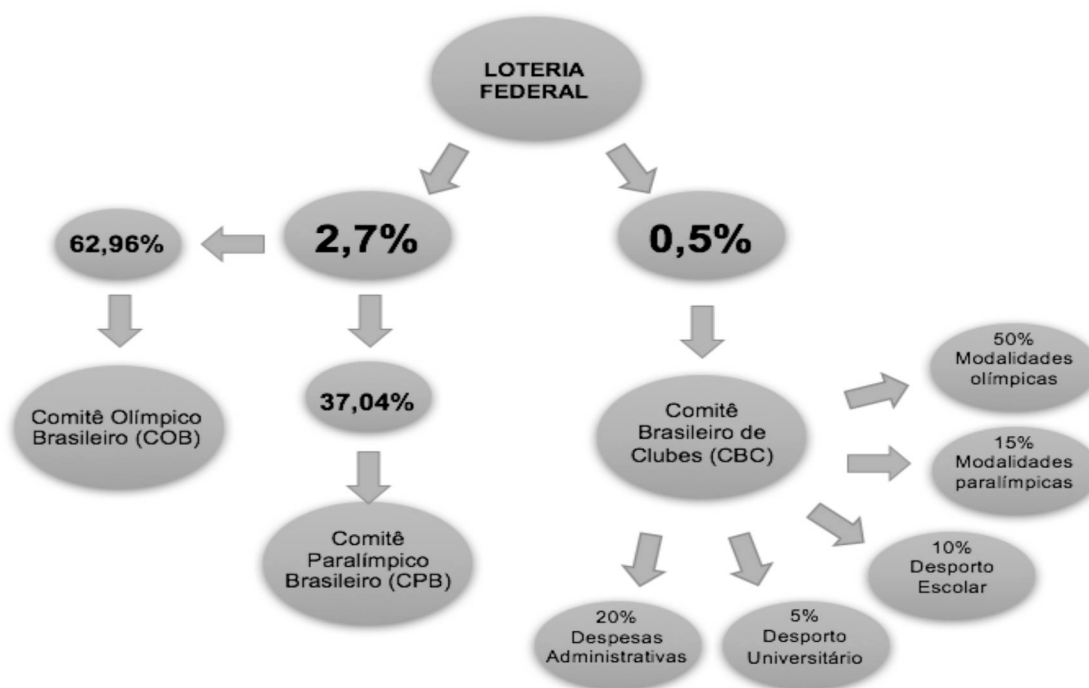 LOTERIA
FEDERAL
62,96%
2,7%
0,5%
Comitê Olímpico
Brasileiro (COB)
37,04%
Comitê
Paralímpico
Brasileiro (CPB)
Comitê
Brasileiro de
Clubes (CBC)
50%
Modalidades
olímpicas
15%
Modalidades
paralímpicas
10%
Desporto
Escolar
5%
Desporto
Universitário
20%
Despesas
Administrativas